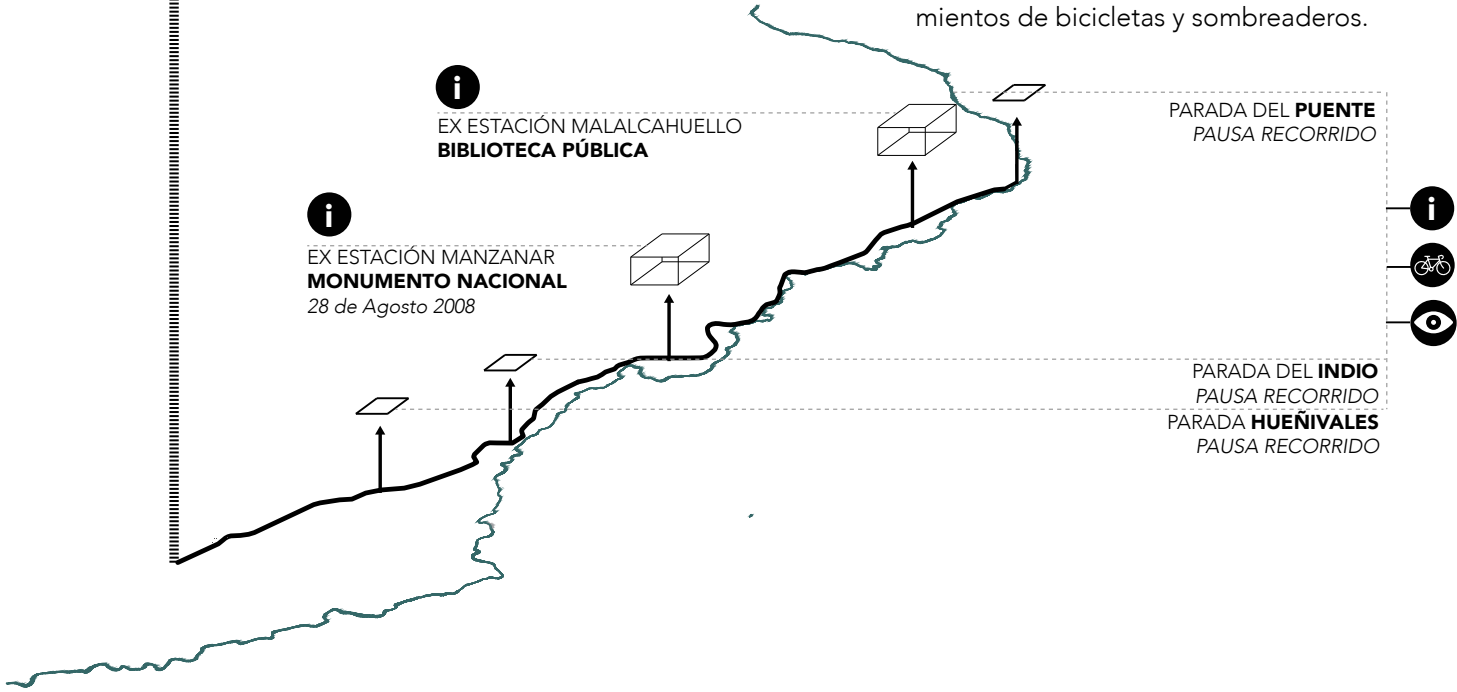 mientos de bicicletas y sombreaderos.
i
EX ESTACIÓN MALALCAHUELLO
BIBLIOTECA PÚBLICA
PARADA DEL PUENTE
PAUSA RECORRIDO
i
EX ESTACIÓN MANZANAR
MONUMENTO NACIONAL
28 de Agosto 2008
i
PARADA DEL INDIO
PAUSA RECORRIDO
PARADA HUEÑIVALES
PAUSA RECORRIDO